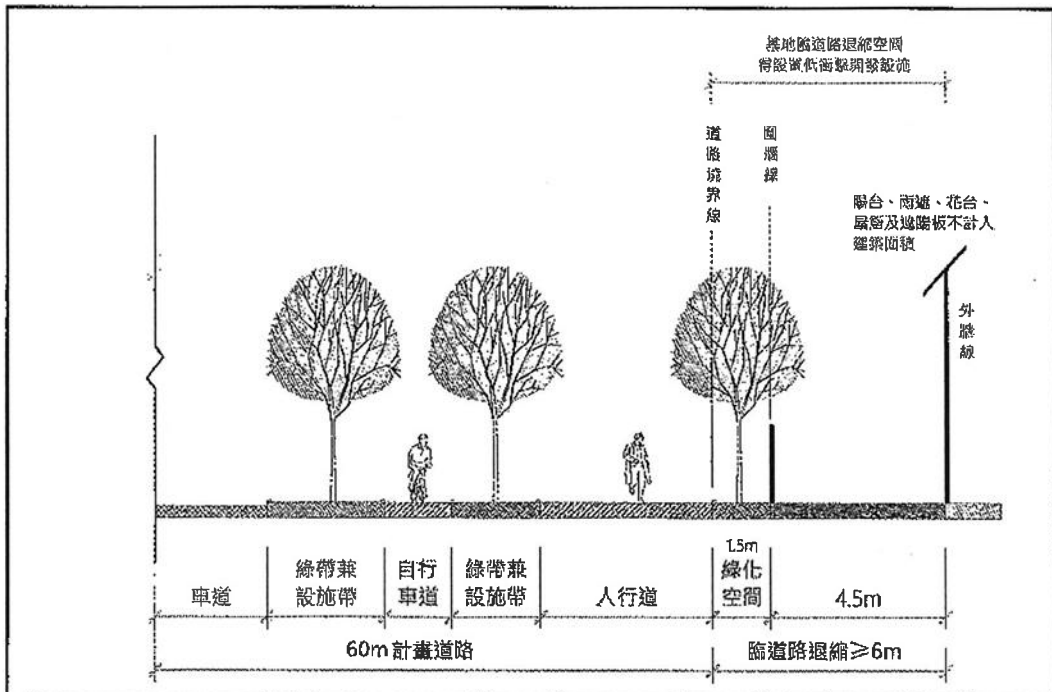 基地臨道路退縮空間
得設置低衝擊開發設施
道路境界線
圍牆線
陽台、雨遮、花台、
屋簷及遮陽板不計入
建築面積
外牆線
車道
綠帶兼
設施帶
自行
車道
綠帶兼
設施帶
人行道
1.5m
綠化
空間
4.5m
60m計畫道路
臨道路退縮≥6m